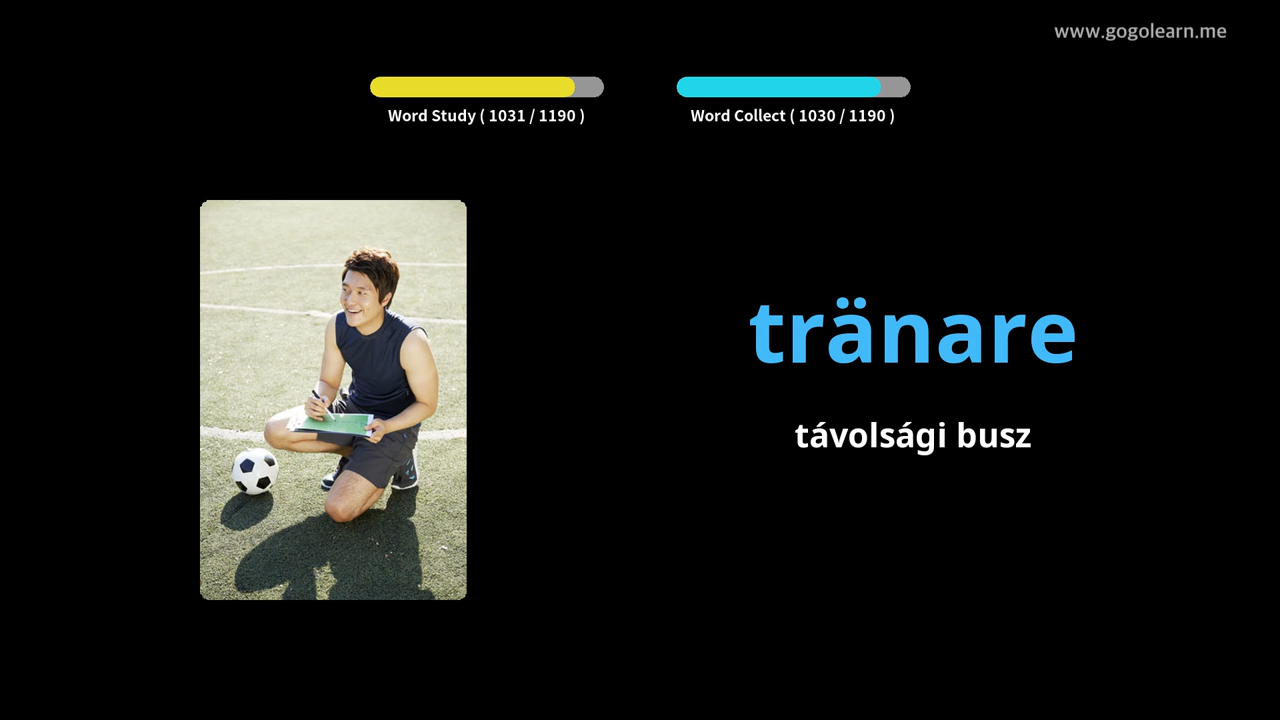 www.gogolearn.me
Word Study ( 1031 / 1190 )
Word Collect ( 1030 / 1190 )
tränare
távolsági busz